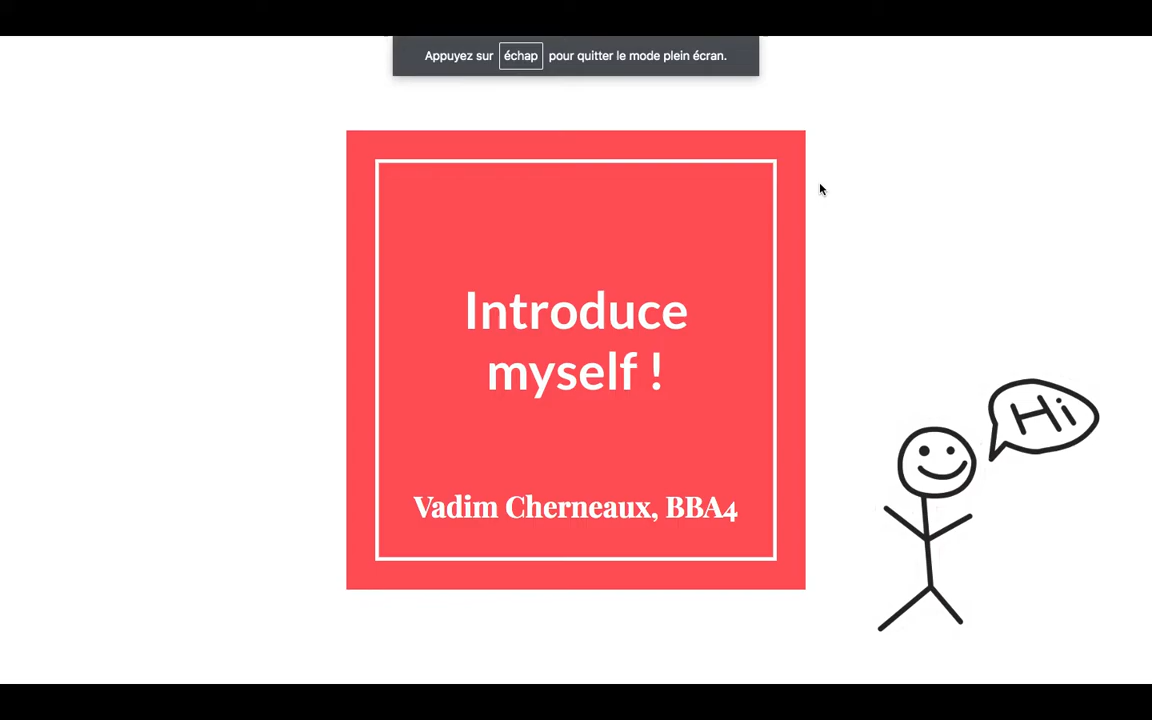 Appuyez sur échap pour quitter le mode plein écran.
Introduce
myself !
Vadim Cherneaux, BBA4
Hi